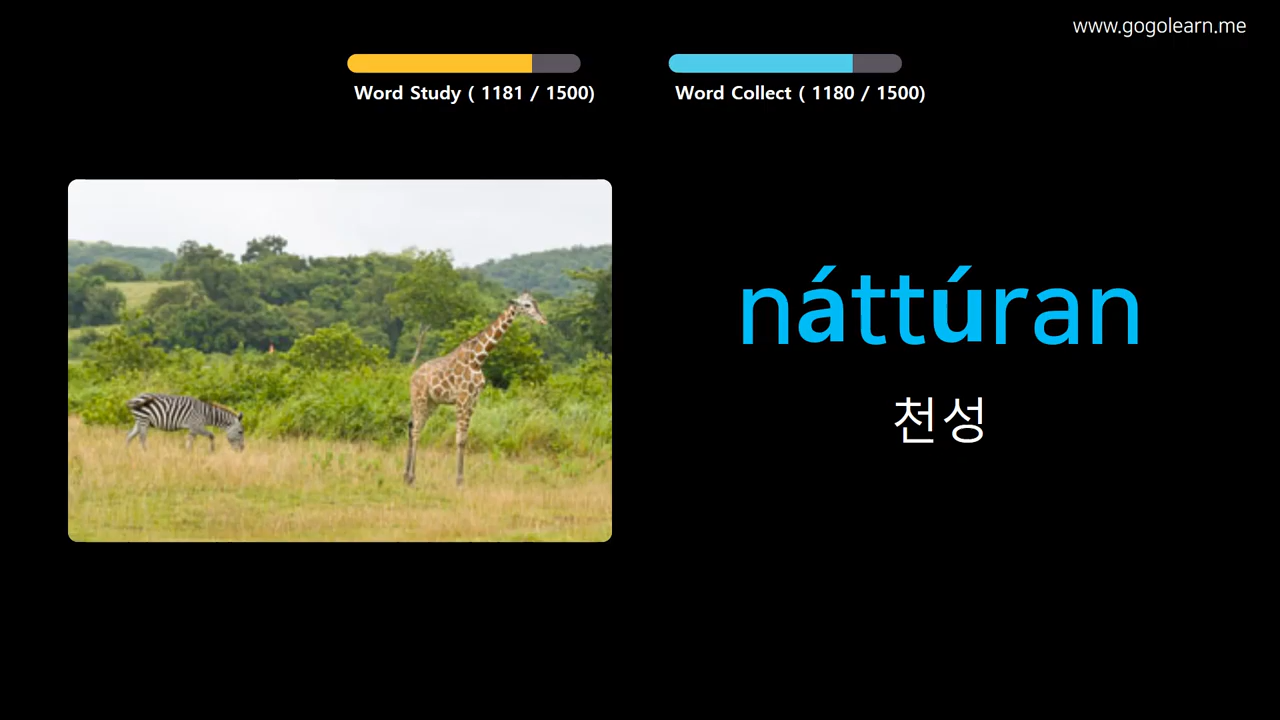 www.gogolearn.me
Word Study ( 1181 / 1500)
Word Collect ( 1180 / 1500)
náttúran
천성